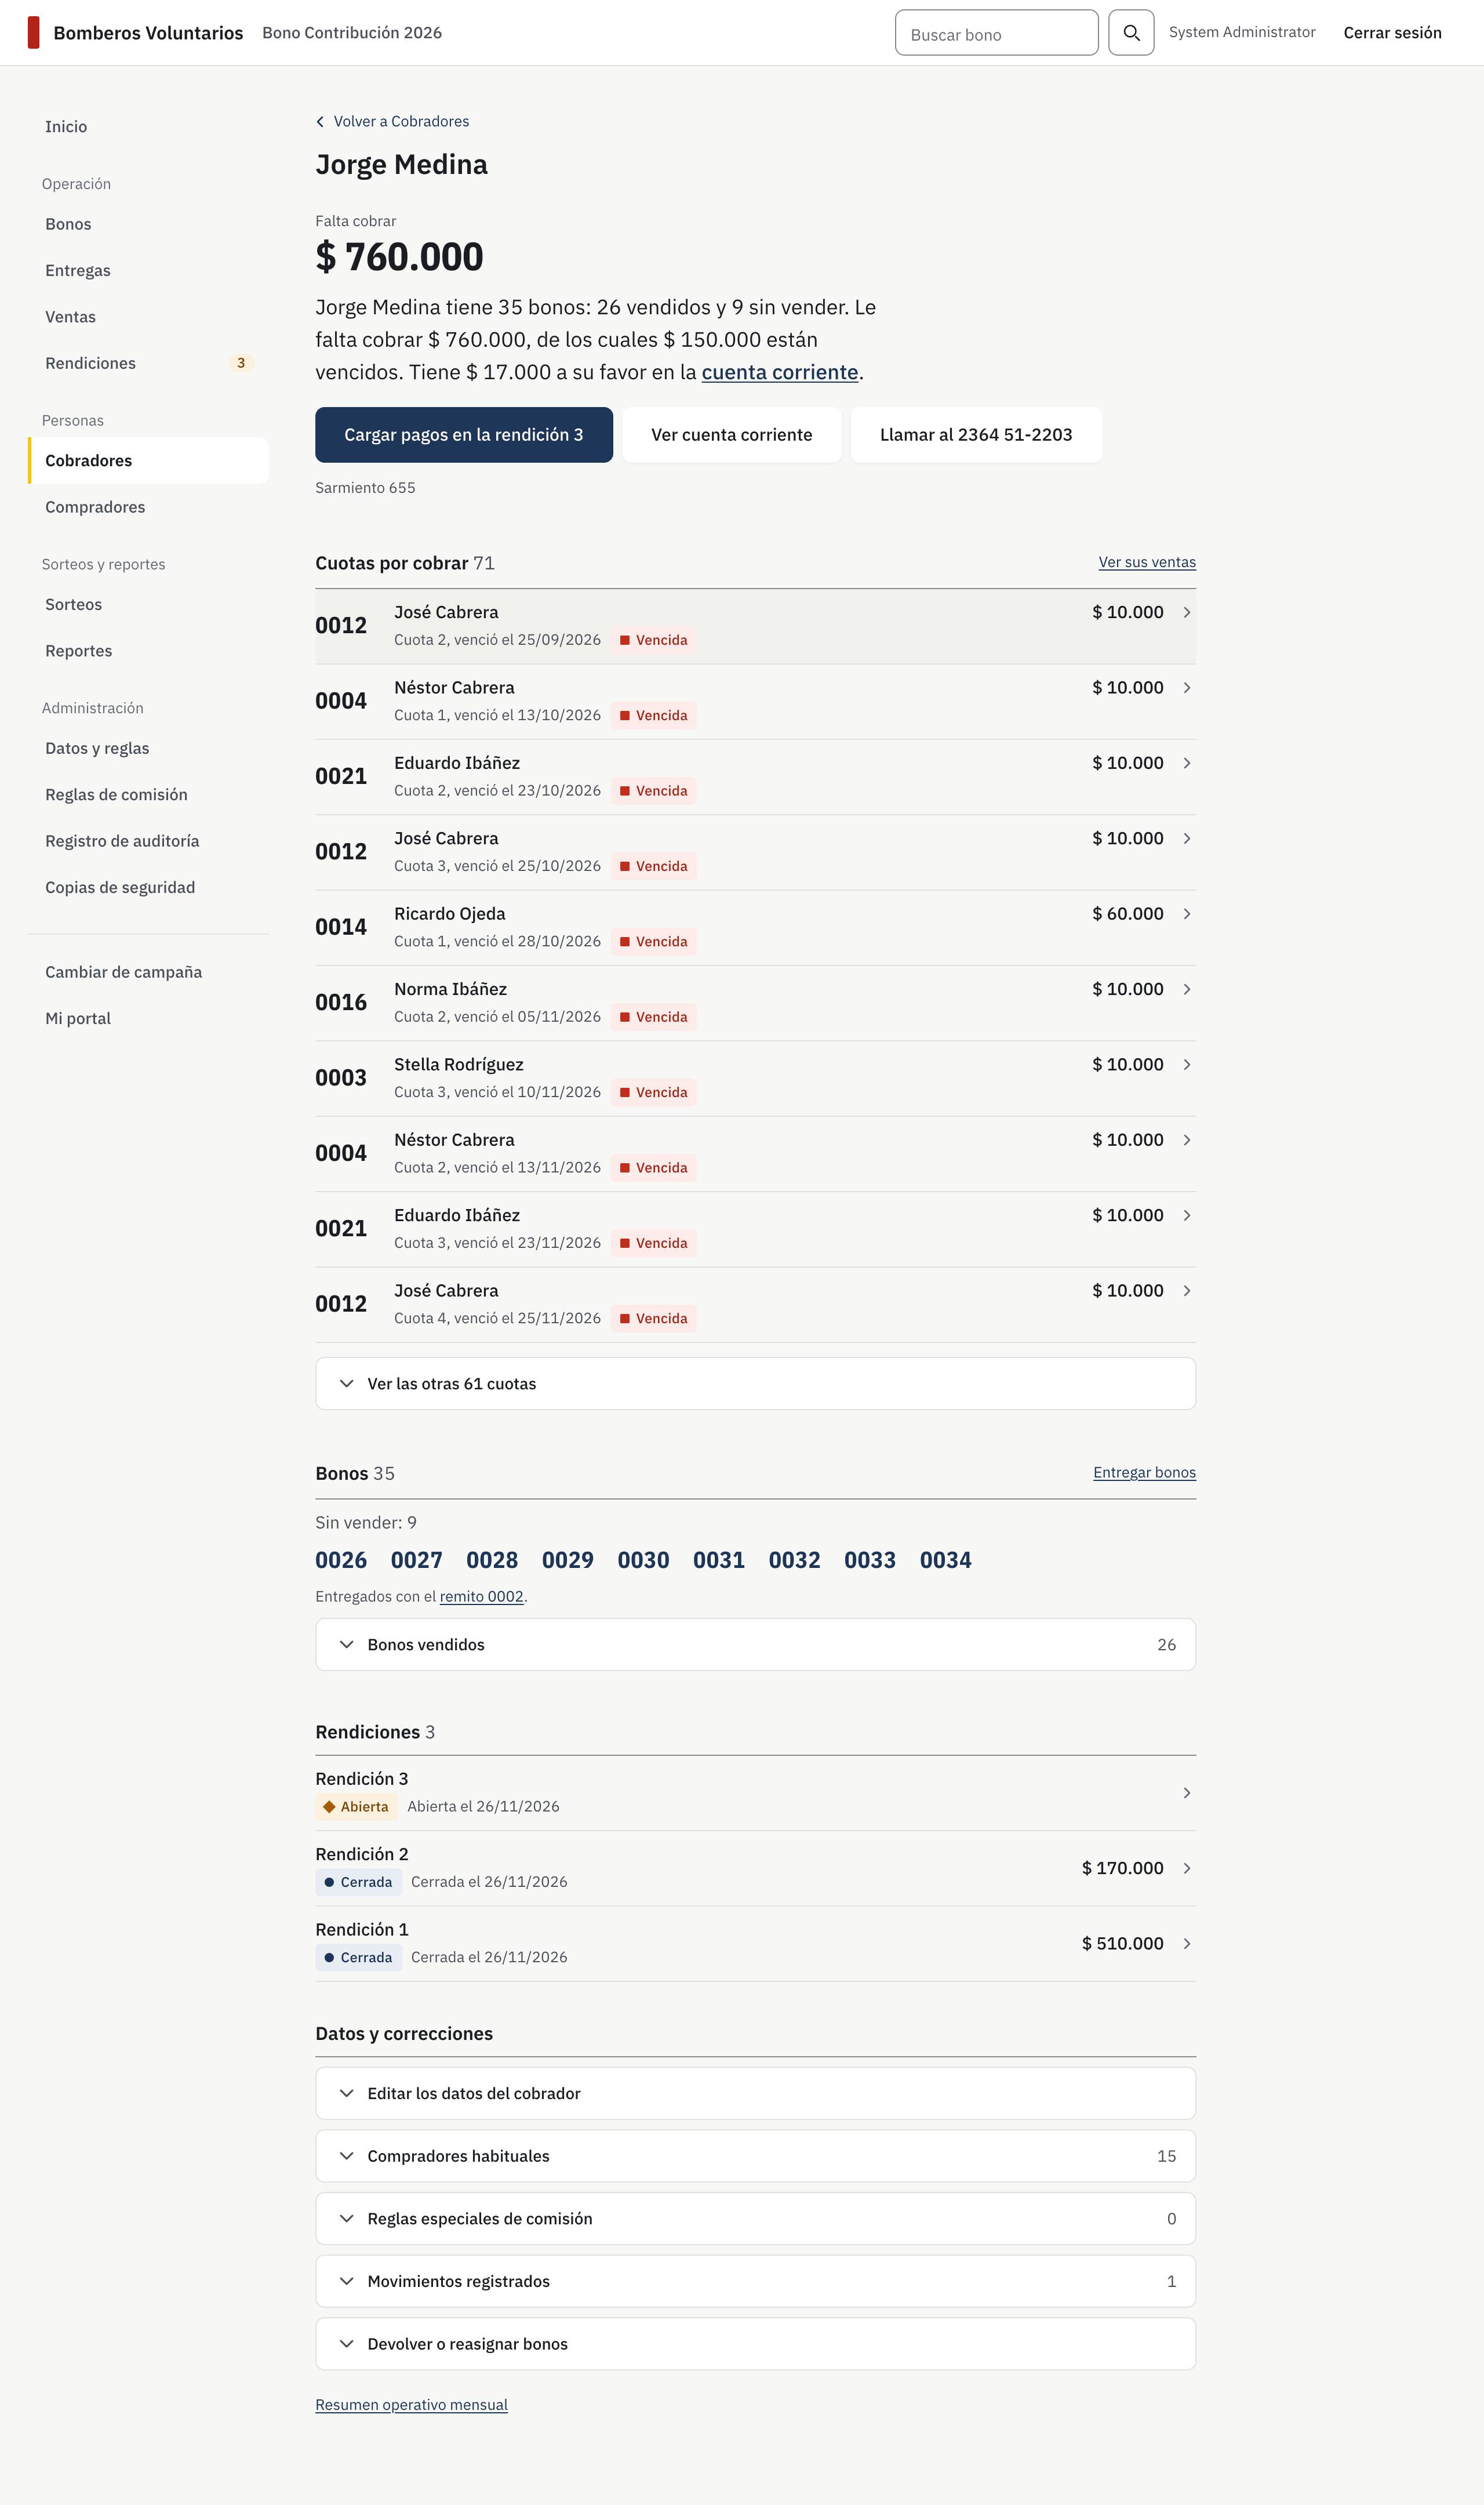 Bomberos Voluntarios Bono Contribución 2026 Buscar bono System Administrator Cerrar sesión
Inicio
Operación
Bonos
Entregas
Ventas
Rendiciones 3
Personas
Cobradores
Compradores
Sorteos y reportes
Sorteos
Reportes
Administración
Datos y reglas
Reglas de comisión
Registro de auditoría
Copias de seguridad
Cambiar de campaña
Mi portal
Volver a Cobradores
Jorge Medina
Falta cobrar
$ 760.000
Jorge Medina tiene 35 bonos: 26 vendidos y 9 sin vender. Le
falta cobrar $ 760.000, de los cuales $ 150.000 están
vencidos. Tiene $ 17.000 a su favor en la cuenta corriente.
Cargar pagos en la rendición 3 Ver cuenta corriente Llamar al 2364 51-2203
Sarmiento 655
Cuotas por cobrar 71 Ver sus ventas
0012 José Cabrera $ 10.000
Cuota 2, venció el 25/09/2026 Vencida
0004 Néstor Cabrera $ 10.000
Cuota 1, venció el 13/10/2026 Vencida
0021 Eduardo Ibáñez $ 10.000
Cuota 2, venció el 23/10/2026 Vencida
0012 José Cabrera $ 10.000
Cuota 3, venció el 25/10/2026 Vencida
0014 Ricardo Ojeda $ 60.000
Cuota 1, venció el 28/10/2026 Vencida
0016 Norma Ibáñez $ 10.000
Cuota 2, venció el 05/11/2026 Vencida
0003 Stella Rodríguez $ 10.000
Cuota 3, venció el 10/11/2026 Vencida
0004 Néstor Cabrera $ 10.000
Cuota 2, venció el 13/11/2026 Vencida
0021 Eduardo Ibáñez $ 10.000
Cuota 3, venció el 23/11/2026 Vencida
0012 José Cabrera $ 10.000
Cuota 4, venció el 25/11/2026 Vencida
Ver las otras 61 cuotas
Bonos 35 Entregar bonos
Sin vender: 9
0026 0027 0028 0029 0030 0031 0032 0033 0034
Entregados con el remito 0002.
Bonos vendidos 26
Rendiciones 3
Rendición 3
Abierta Abierta el 26/11/2026
Rendición 2 $ 170.000
Cerrada Cerrada el 26/11/2026
Rendición 1 $ 510.000
Cerrada Cerrada el 26/11/2026
Datos y correcciones
Editar los datos del cobrador
Compradores habituales 15
Reglas especiales de comisión 0
Movimientos registrados 1
Devolver o reasignar bonos
Resumen operativo mensual